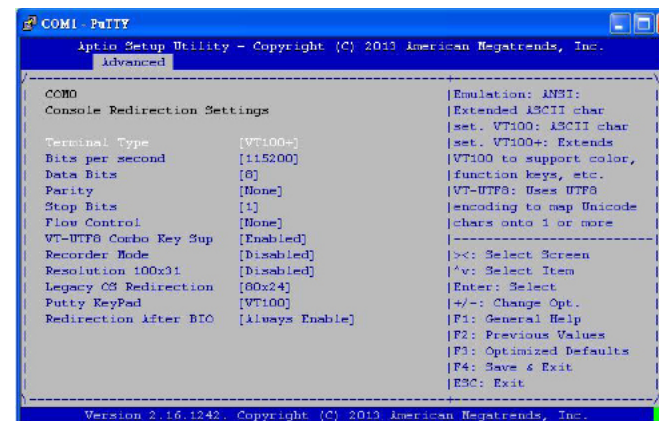 COM1 - PuTTY
Aptio Setup Utility - Copyright (C) 2013 American Megatrends, Inc.
Advanced
COM0
Console Redirection Settings
Terminal Type [VT100+]
Bits per second [115200]
Data Bits [8]
Parity [None]
Stop Bits [1]
Flow Control [None]
VT-UTF8 Combo Key Sup [Enabled]
Recorder Mode [Disabled]
Resolution 100x31 [Disabled]
Legacy OS Redirection [80x24]
Putty KeyPad [VT100]
Redirection After BIO [Always Enable]
|Emulation: ANSI:
|Extended ASCII char
|set. VT100: ASCII char
|set. VT100+: Extends
|VT100 to support color,
|function keys, etc.
|VT-UTF8: Uses UTF8
|encoding to map Unicode
|chars onto 1 or more
|><: Select Screen
|^v: Select Item
|Enter: Select
|+/-: Change Opt.
|F1: General Help
|F2: Previous Values
|F3: Optimized Defaults
|F4: Save & Exit
|ESC: Exit
Version 2.16.1242. Copyright (C) 2013 American Megatrends, Inc.